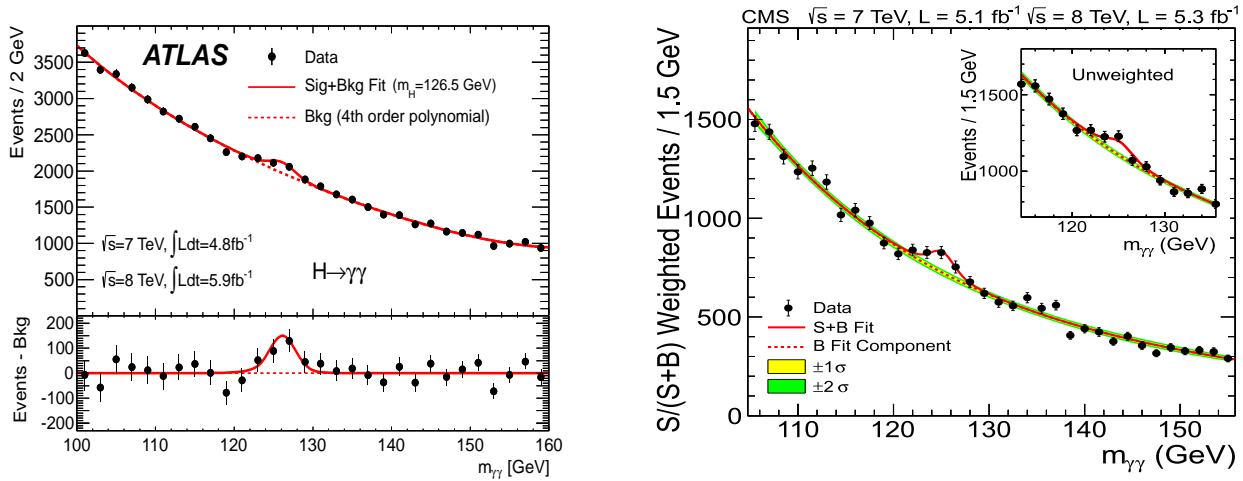 ATLAS
Data
Sig+Bkg Fit (m_H=126.5 GeV)
Bkg (4th order polynomial)
Events / 2 GeV
3500
3000
2500
2000
1500
1000
500
√s=7 TeV, ∫Ldt=4.8fb⁻¹
√s=8 TeV, ∫Ldt=5.9fb⁻¹
H→γγ
Events - Bkg
200
100
0
-100
-200
100 110 120 130 140 150 160
m_γγ [GeV]
CMS √s = 7 TeV, L = 5.1 fb⁻¹ √s = 8 TeV, L = 5.3 fb⁻¹
S/(S+B) Weighted Events / 1.5 GeV
1500
1000
500
0
Unweighted
Events / 1.5 GeV
1500
1000
120 130
m_γγ (GeV)
Data
S+B Fit
B Fit Component
±1σ
±2 σ
110 120 130 140 150
m_γγ (GeV)